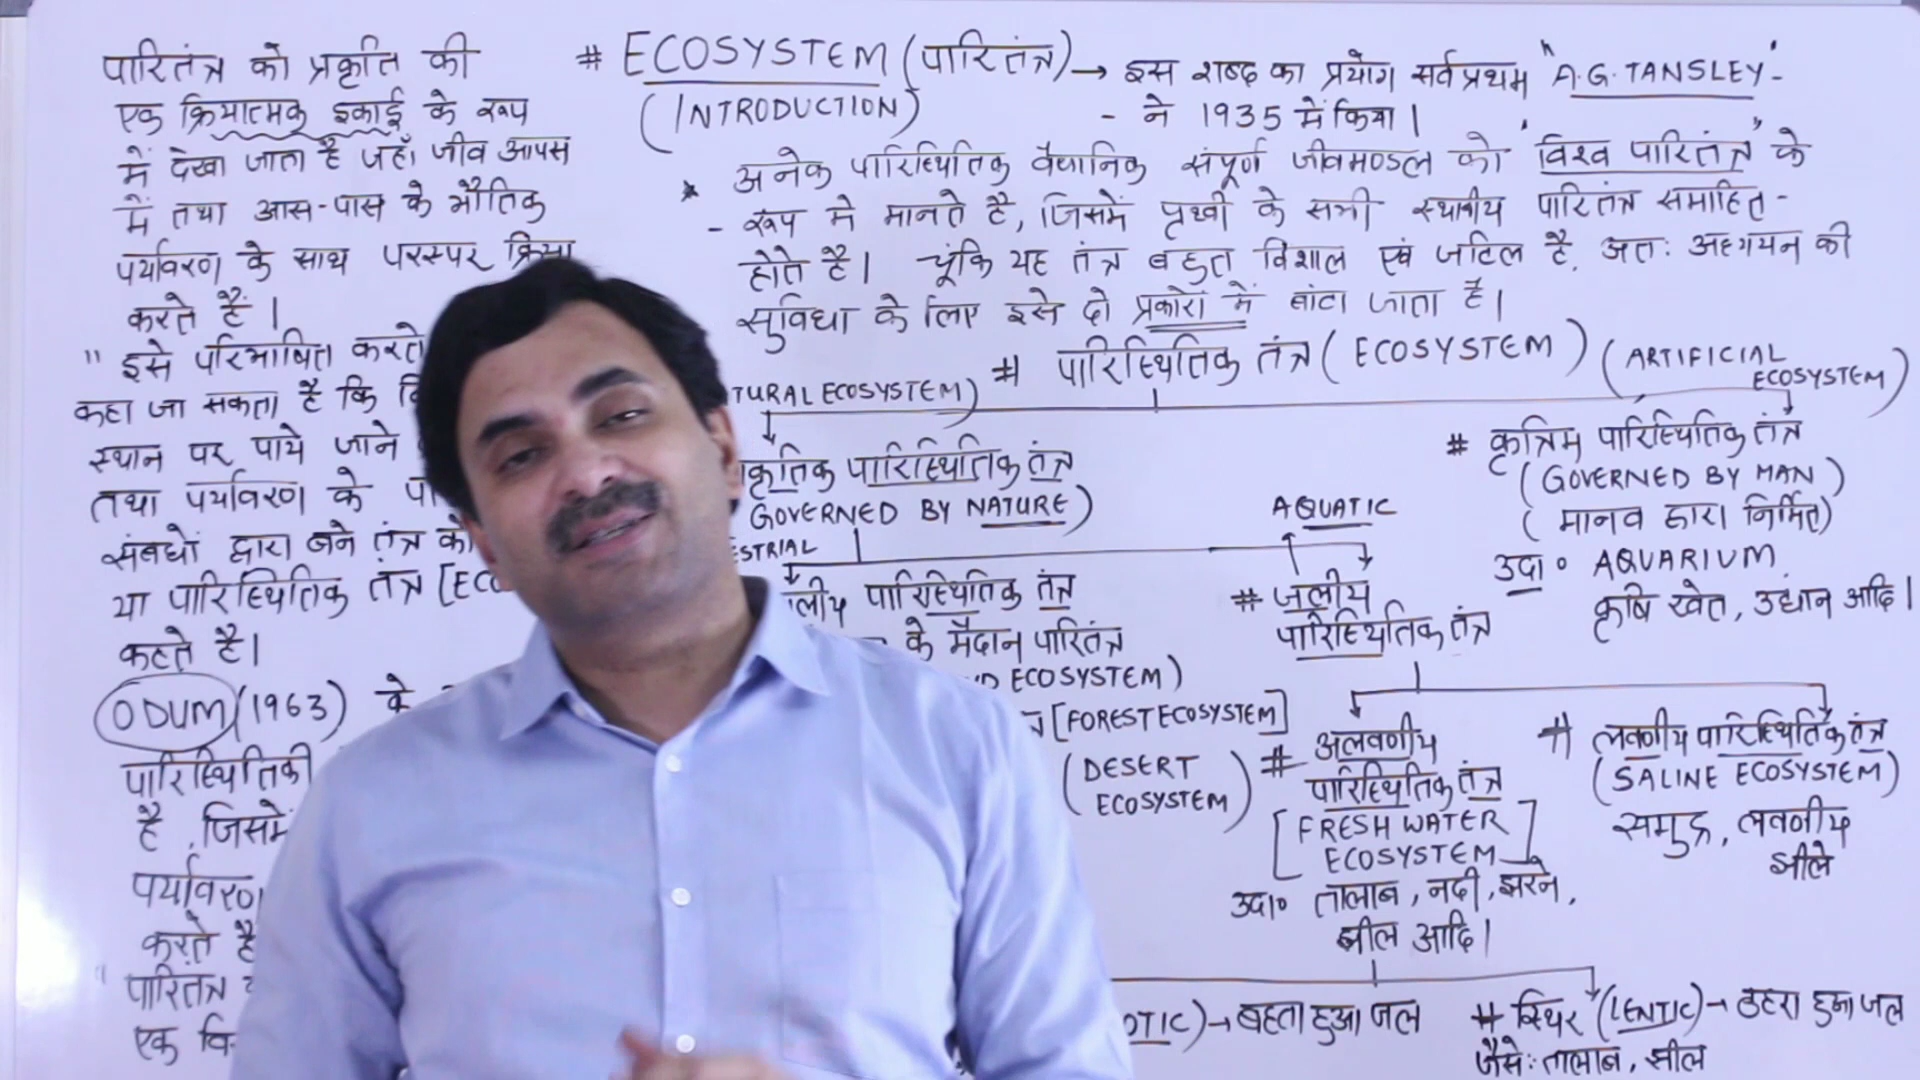 # ECOSYSTEM (पारितंत्र) → इस शब्द का प्रयोग सर्वप्रथम "A.G. TANSLEY"-
(INTRODUCTION)
- ने 1935 में किया।
पारितंत्र को प्रकृति की
एक क्रियात्मक इकाई के रूप
में देखा जाता है जहाँ जीव आपस
में तथा आस-पास के भौतिक
पर्यावरण के साथ परस्पर क्रिया
करते हैं।
"इसे परिभाषित करते
कहा जा सकता है कि
स्थान पर पाये जाने
तथा पर्यावरण के
संबधों द्वारा बने तंत्र को
या पारिस्थितिक तंत्र [ECO
कहते है।
ODUM (1963) के
पारिस्थितिकी
है, जिसमें
पर्यावरण
करते है
"पारितंत्र
एक
* अनेक पारिस्थितिक वैज्ञानिक संपूर्ण जीवमण्डल को "विश्व पारितंत्र" के
- रूप मे मानते है, जिसमें पृथ्वी के सभी स्थानीय पारितंत्र समाहित-
होते है। चूंकि यह तंत्र बहुत विशाल एवं जटिल है, अतः अध्ययन की
सुविधा के लिए इसे दो प्रकारों में बांटा जाता है।
# पारिस्थितिक तंत्र (ECOSYSTEM)
TURAL ECOSYSTEM)
कृतिक पारिस्थितिक तंत्र
GOVERNED BY NATURE)
(ARTIFICIAL
ECOSYSTEM)
# कृत्रिम पारिस्थितिक तंत्र
(GOVERNED BY MAN)
(मानव द्वारा निर्मित)
उदा० AQUARIUM,
कृषि खेत, उद्यान आदि।
ESTRIAL
लीय पारिस्थितिक तंत्र
के मैदान पारितंत्र
ND ECOSYSTEM)
[FOREST ECOSYSTEM]
(DESERT
ECOSYSTEM)
AQUATIC
# जलीय
पारिस्थितिक तंत्र
# अलवणीय
पारिस्थितिक तंत्र
[FRESH WATER
ECOSYSTEM]
उदा० तालाब, नदी, झरने,
झील आदि।
# लवणीय पारिस्थितिक तंत्र
(SALINE ECOSYSTEM)
समुद्र, लवणीय
झीले
OTIC) → बहता हुआ जल
# स्थिर (LENTIC) → ठहरा हुआ जल
जैसे:- तालाब, झील